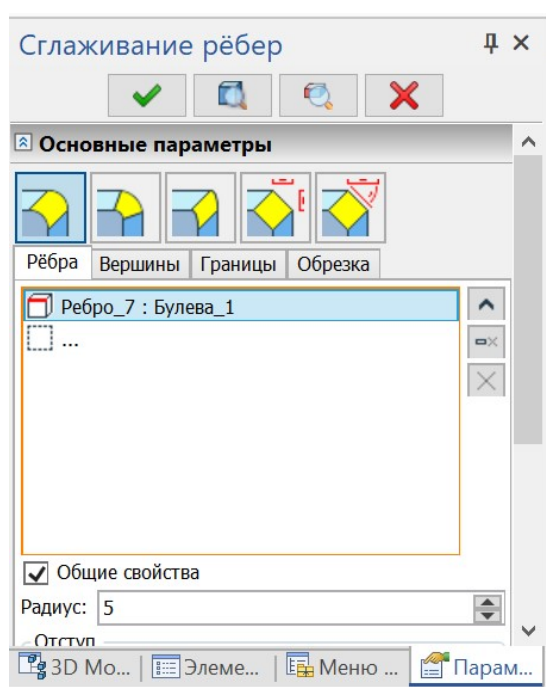 Сглаживание рёбер
Основные параметры
Рёбра Вершины Границы Обрезка
Ребро_7 : Булева_1
...
Общие свойства
Радиус: 5
Отступ
3D Мо... Элеме... Меню ... Парам...